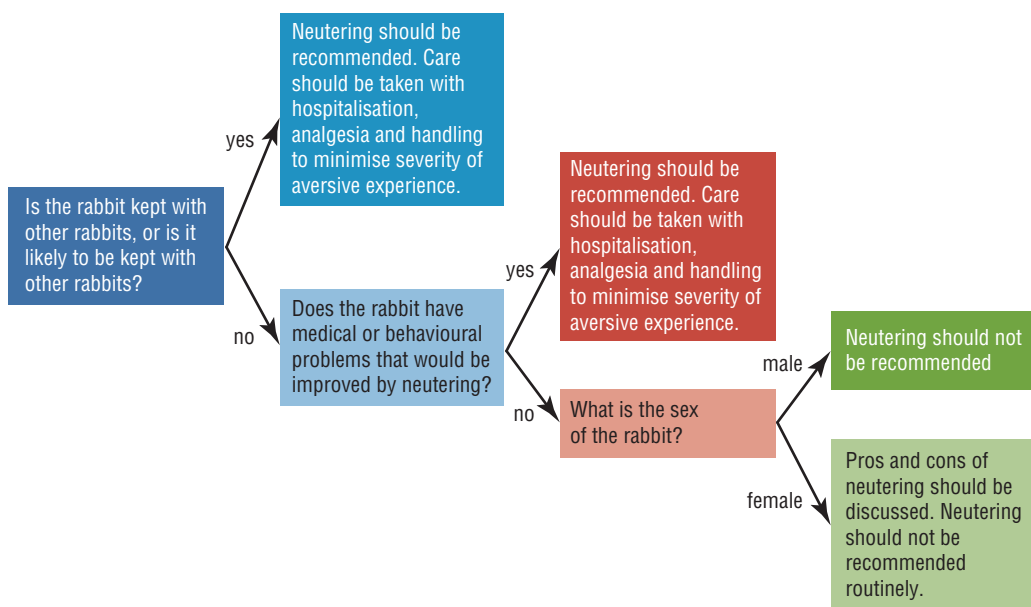 Is the rabbit kept with
other rabbits, or is it
likely to be kept with
other rabbits?
yes
Neutering should be
recommended. Care
should be taken with
hospitalisation,
analgesia and handling
to minimise severity of
aversive experience.
no
Does the rabbit have
medical or behavioural
problems that would be
improved by neutering?
yes
Neutering should be
recommended. Care
should be taken with
hospitalisation,
analgesia and handling
to minimise severity of
aversive experience.
no
What is the sex
of the rabbit?
male
Neutering should not
be recommended
female
Pros and cons of
neutering should be
discussed. Neutering
should not be
recommended
routinely.